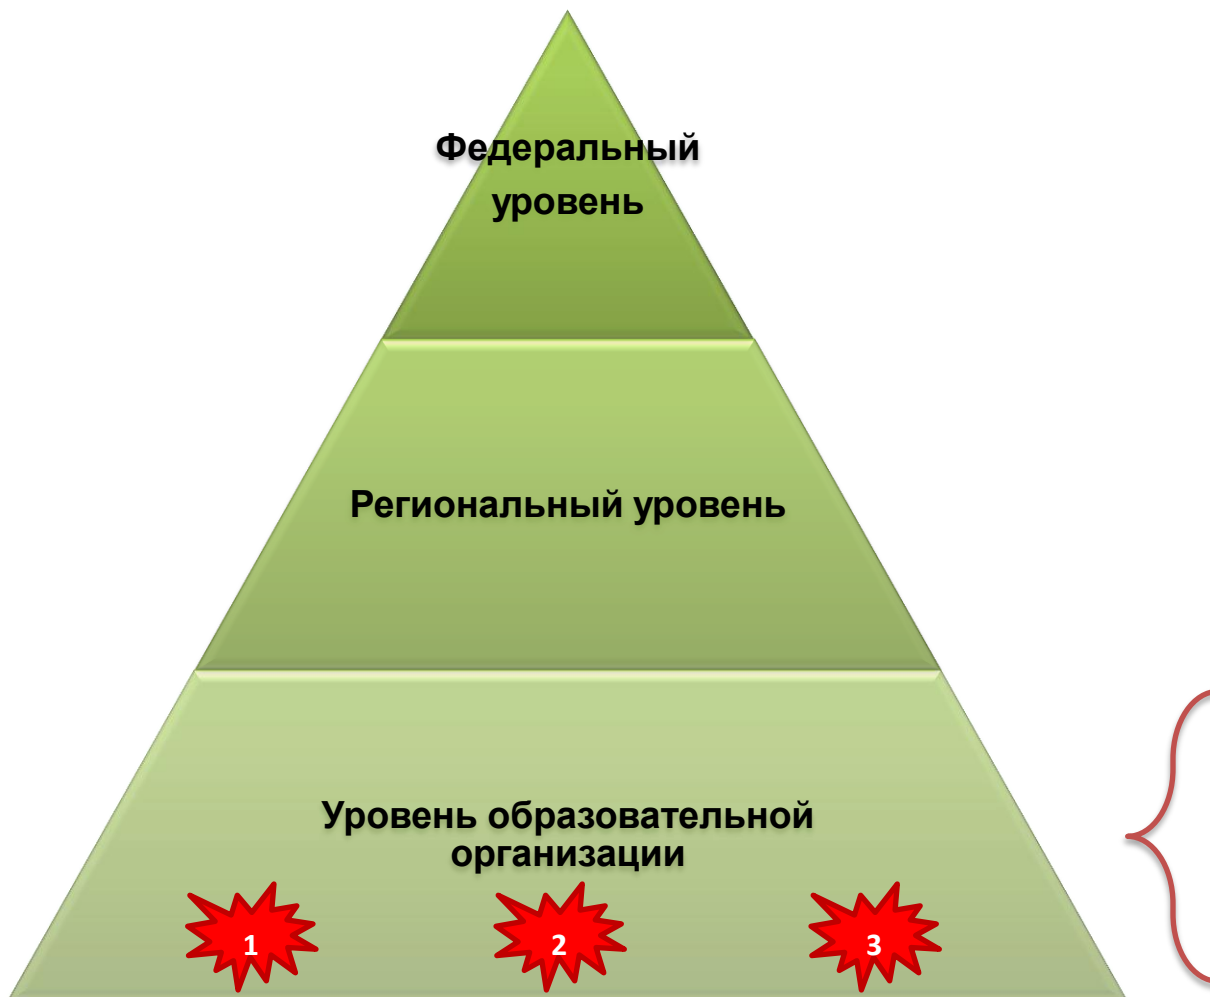 Федеральный
уровень
Региональный уровень
Уровень образовательной
организации
1 2 3